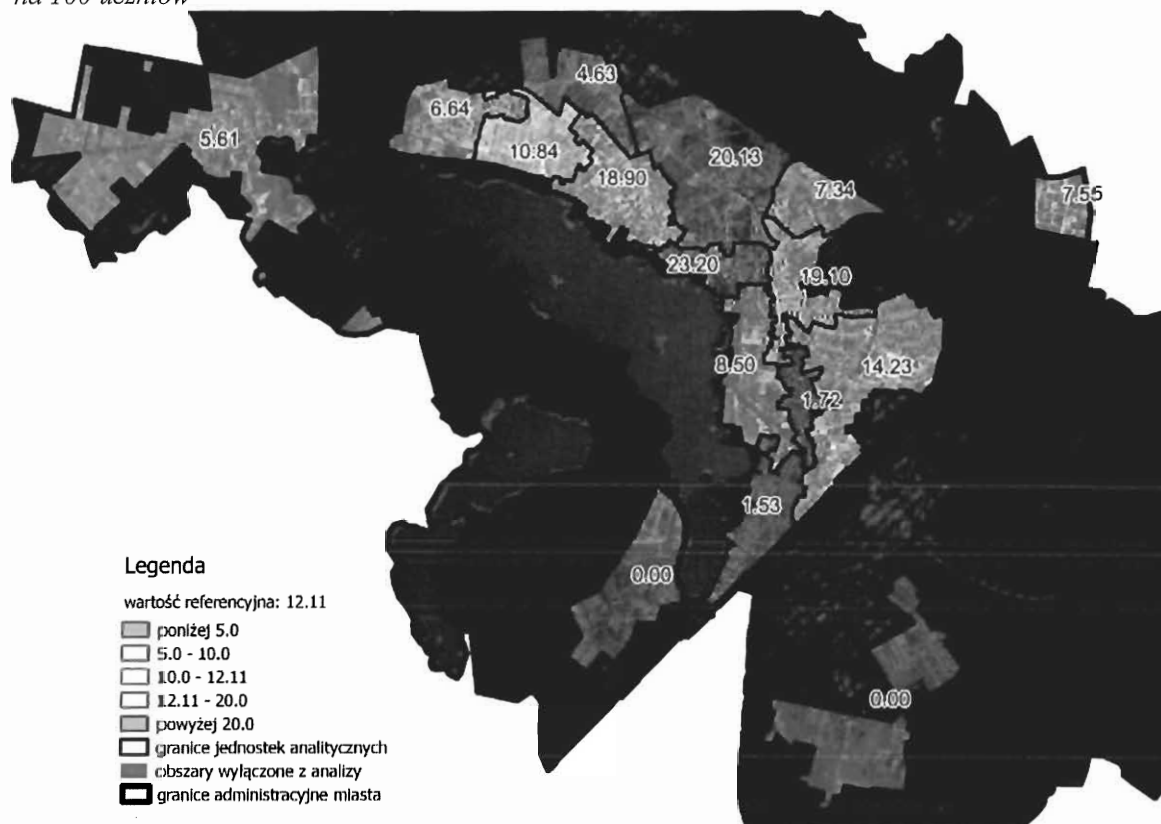 na 100 uczniów
4.63
6.64
5.61
10.84
20.13
18.90
7.34
7.55
23.20
19.10
8.50
14.23
1.72
1.53
0.00
0.00
Legenda
wartość referencyjna: 12.11
poniżej 5.0
5.0 - 10.0
10.0 - 12.11
12.11 - 20.0
powyżej 20.0
granice jednostek analitycznych
obszary wyłączone z analizy
granice administracyjne miasta